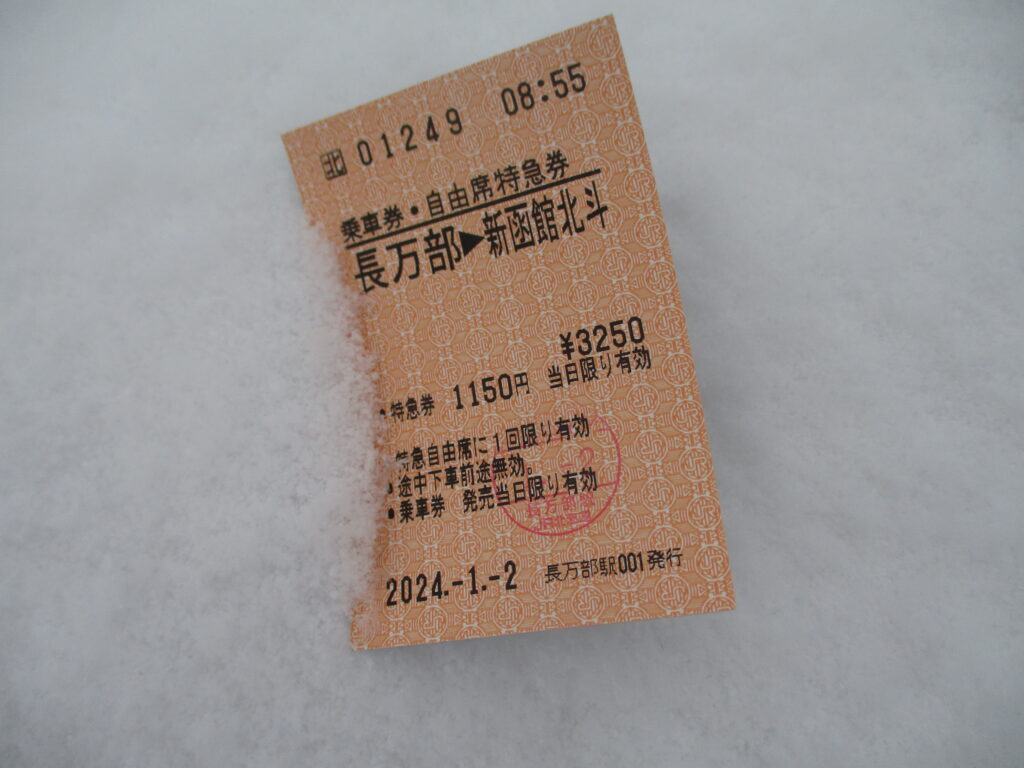 北 01249 08:55
乗車券・自由席特急券
長万部▶新函館北斗
¥3250
・特急券 1150円 当日限り有効
特急自由席に1回限り有効
・途中下車前途無効。
・乗車券 発売当日限り有効
2024.-1.-2 長万部駅001発行